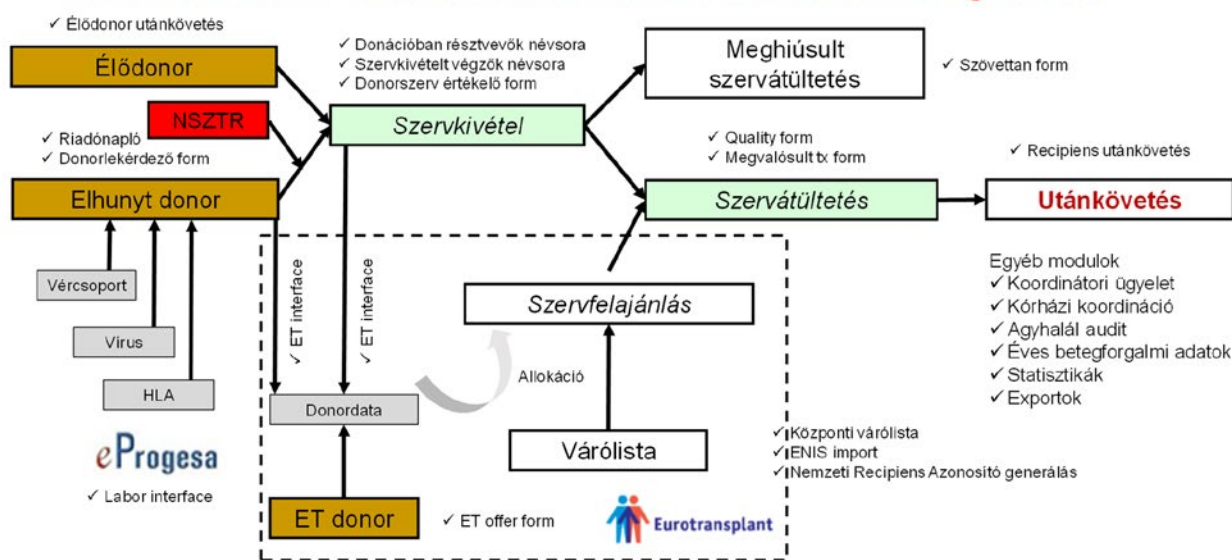 ✓ Élődonor utánkövetés
Élődonor
✓ Donációban résztvevők névsora
✓ Szervkivételt végzők névsora
✓ Donorszerv értékelő form
Meghiúsult
szervátültetés
✓ Szövettan form
NSZTR
Szervkivétel
✓ Riadónapló
✓ Donorlekérdező form
✓ Quality form
✓ Megvalósult tx form
✓ Recipiens utánkövetés
Elhunyt donor
Szervátültetés
Utánkövetés
Vércsoport
Vírus
HLA
✓ ET interface
✓ ET interface
Szervfelajánlás
Egyéb modulok
✓ Koordinátori ügyelet
✓ Kórházi koordináció
✓ Agyhalál audit
✓ Éves betegforgalmi adatok
✓ Statisztikák
✓ Exportok
Allokáció
Donordata
eProgesa
✓ Labor interface
Várólista
✓ Központi várólista
✓ ENIS import
✓ Nemzeti Recipiens Azonosító generálás
ET donor
✓ ET offer form
Eurotransplant